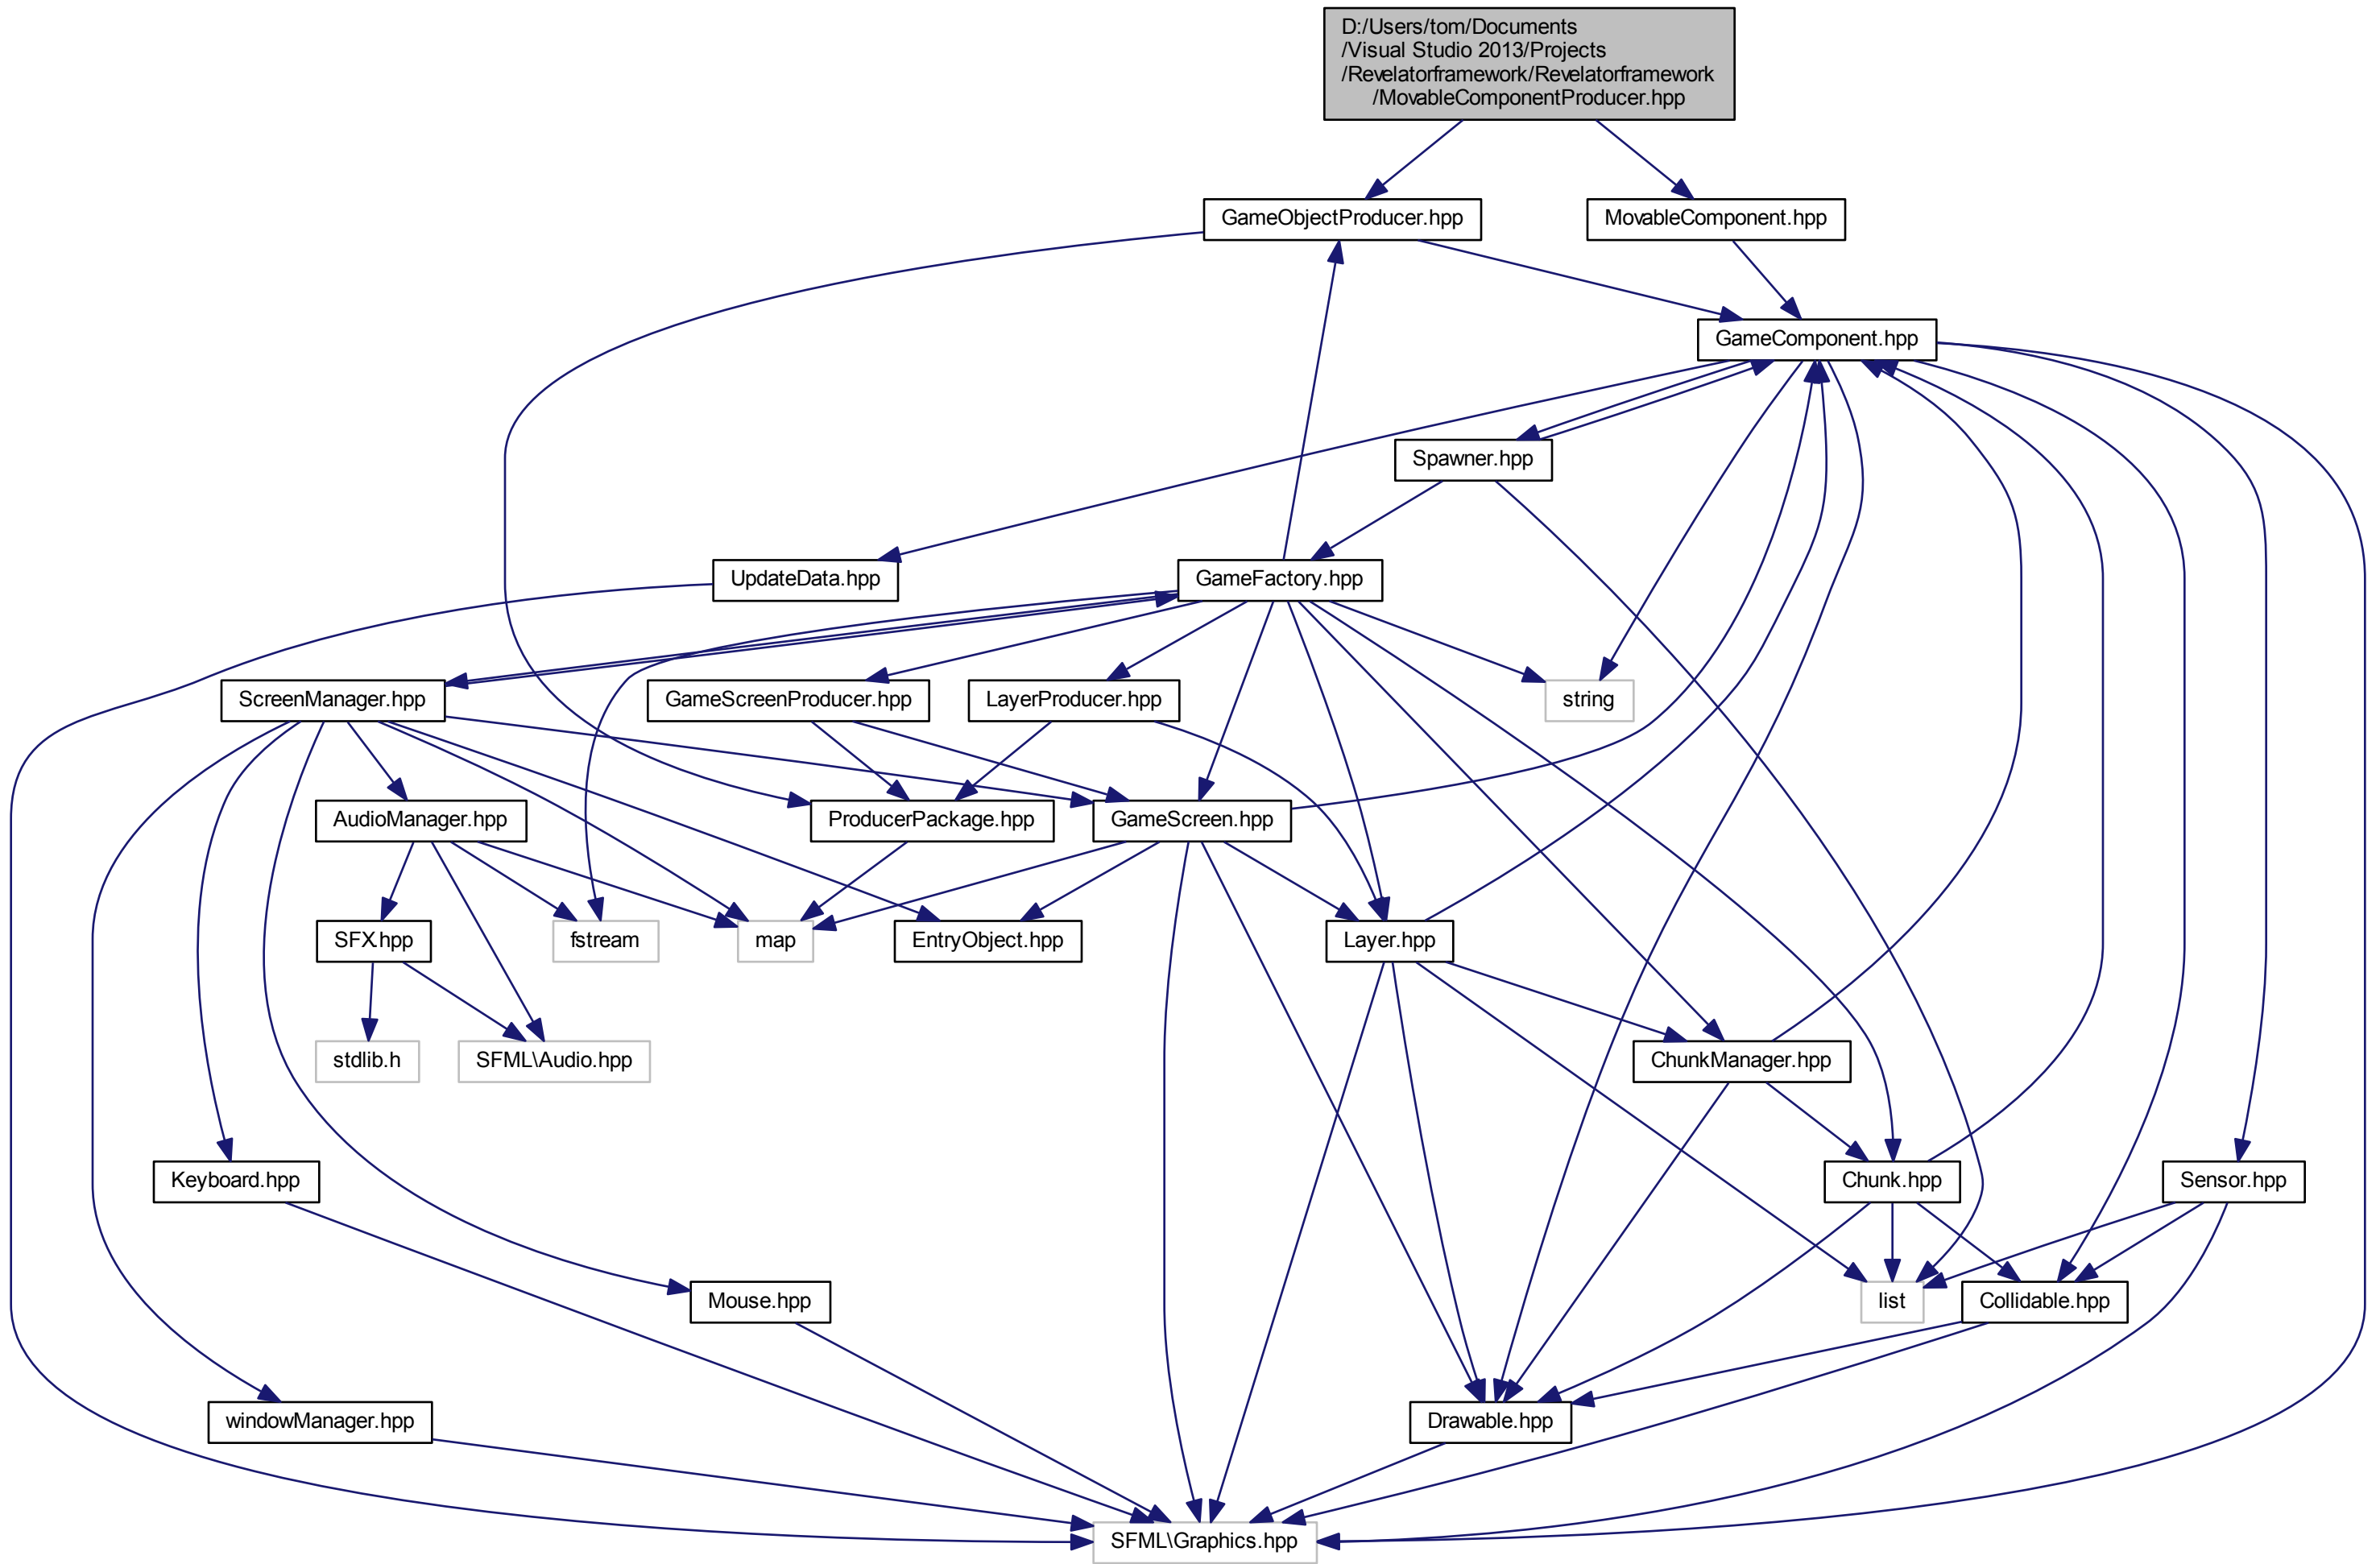 D:/Users/tom/Documents
/Visual Studio 2013/Projects
/Revelatorframework/Revelatorframework
/MovableComponentProducer.hpp
GameObjectProducer.hpp
MovableComponent.hpp
GameComponent.hpp
Spawner.hpp
UpdateData.hpp
GameFactory.hpp
ScreenManager.hpp
GameScreenProducer.hpp
LayerProducer.hpp
string
AudioManager.hpp
ProducerPackage.hpp
GameScreen.hpp
SFX.hpp
fstream
map
EntryObject.hpp
Layer.hpp
stdlib.h
SFML\Audio.hpp
ChunkManager.hpp
Keyboard.hpp
Chunk.hpp
Sensor.hpp
Mouse.hpp
list
Collidable.hpp
windowManager.hpp
Drawable.hpp
SFML\Graphics.hpp